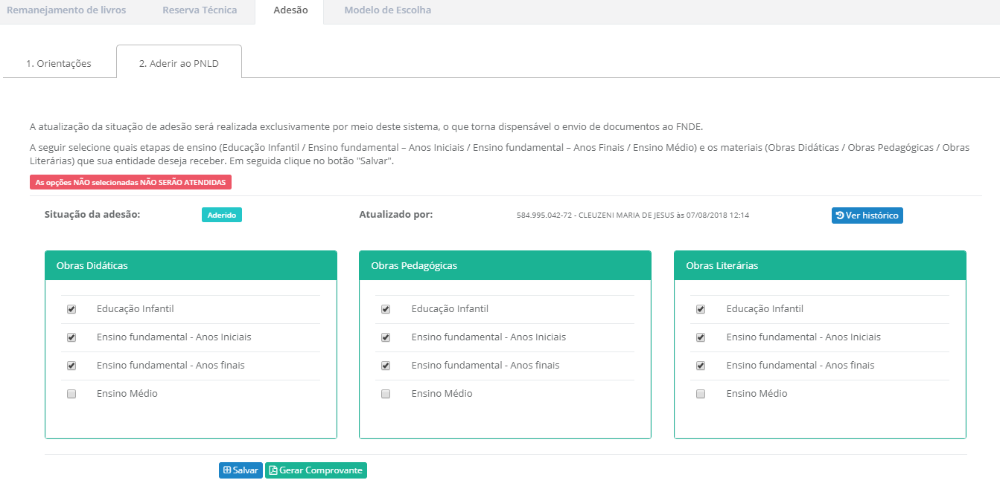 Remanejamento de livros Reserva Técnica Adesão Modelo de Escolha
1. Orientações 2. Aderir ao PNLD
A atualização da situação de adesão será realizada exclusivamente por meio deste sistema, o que torna dispensável o envio de documentos ao FNDE.
A seguir selecione quais etapas de ensino (Educação Infantil / Ensino fundamental – Anos Iniciais / Ensino fundamental – Anos Finais / Ensino Médio) e os materiais (Obras Didáticas / Obras Pedagógicas / Obras
Literárias) que sua entidade deseja receber. Em seguida clique no botão "Salvar".
As opções NÃO selecionadas NÃO SERÃO ATENDIDAS
Situação da adesão: Aderido Atualizado por: 584.995.042-72 - CLEUZENI MARIA DE JESUS às 07/08/2018 12:14 Ver histórico
Obras Didáticas
Educação Infantil
Ensino fundamental - Anos Iniciais
Ensino fundamental - Anos finais
Ensino Médio
Obras Pedagógicas
Educação Infantil
Ensino fundamental - Anos Iniciais
Ensino fundamental - Anos finais
Ensino Médio
Obras Literárias
Educação Infantil
Ensino fundamental - Anos Iniciais
Ensino fundamental - Anos finais
Ensino Médio
Salvar Gerar Comprovante